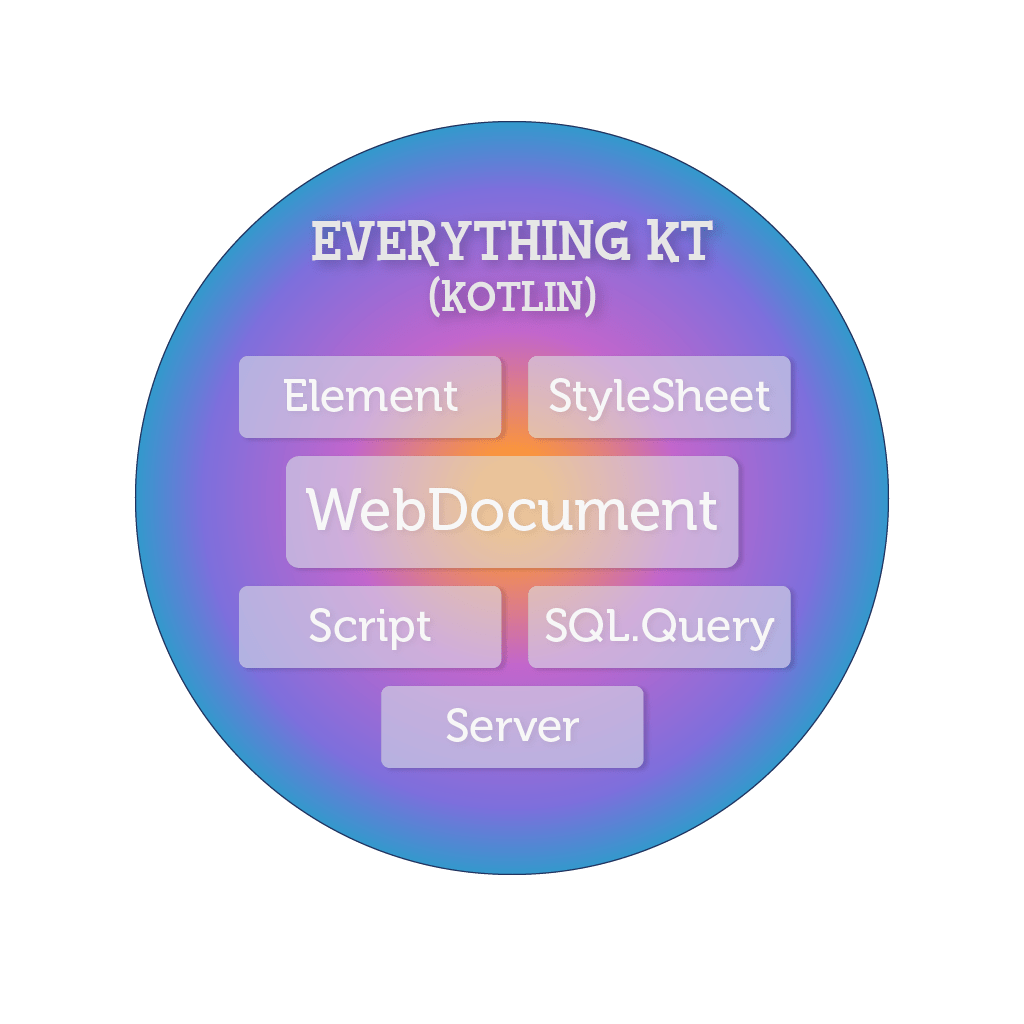 EVERYTHING KT
(KOTLIN)
Element StyleSheet
WebDocument
Script SQL.Query
Server